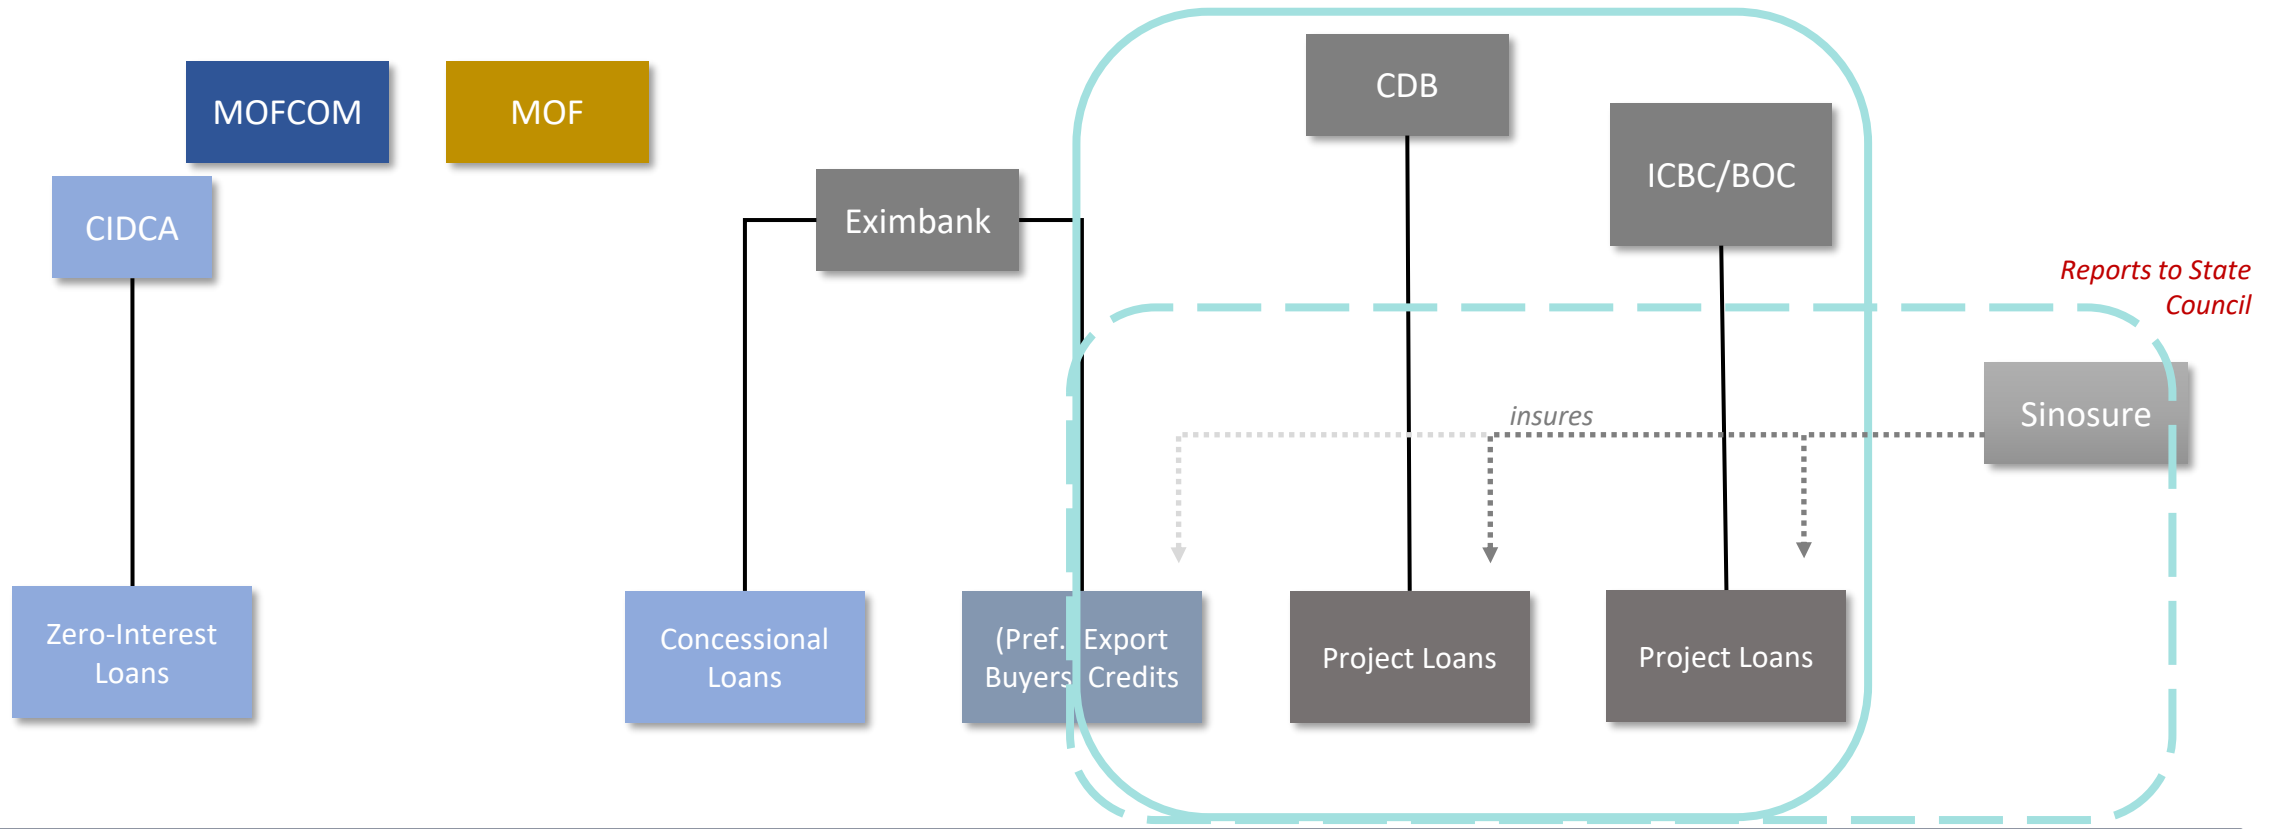 MOFCOM
MOF
CDB
ICBC/BOC
CIDCA
Eximbank
Reports to State
Council
insures
Sinosure
Zero-Interest
Loans
Concessional
Loans
(Pref. Export
Buyers Credits
Project Loans
Project Loans